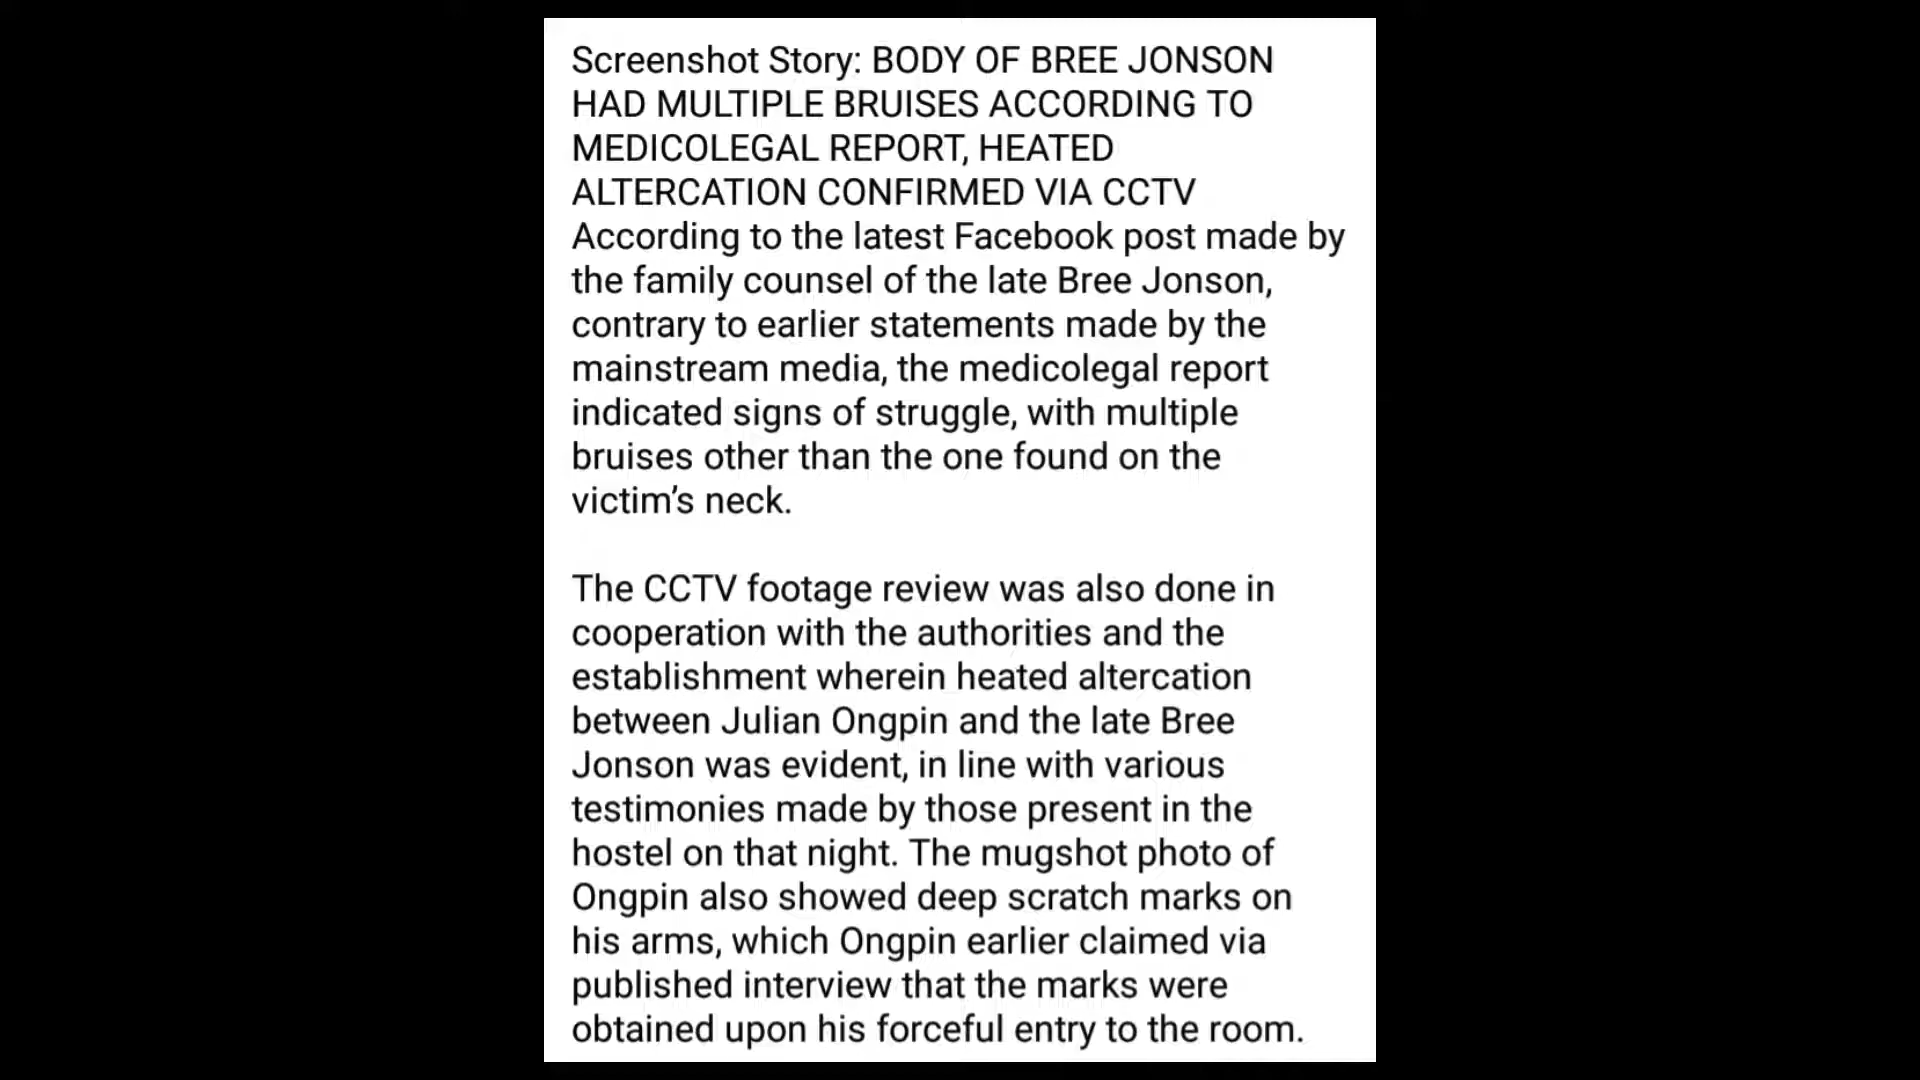 Screenshot Story: BODY OF BREE JONSON
HAD MULTIPLE BRUISES ACCORDING TO
MEDICOLEGAL REPORT, HEATED
ALTERCATION CONFIRMED VIA CCTV
According to the latest Facebook post made by
the family counsel of the late Bree Jonson,
contrary to earlier statements made by the
mainstream media, the medicolegal report
indicated signs of struggle, with multiple
bruises other than the one found on the
victim’s neck.
The CCTV footage review was also done in
cooperation with the authorities and the
establishment wherein heated altercation
between Julian Ongpin and the late Bree
Jonson was evident, in line with various
testimonies made by those present in the
hostel on that night. The mugshot photo of
Ongpin also showed deep scratch marks on
his arms, which Ongpin earlier claimed via
published interview that the marks were
obtained upon his forceful entry to the room.